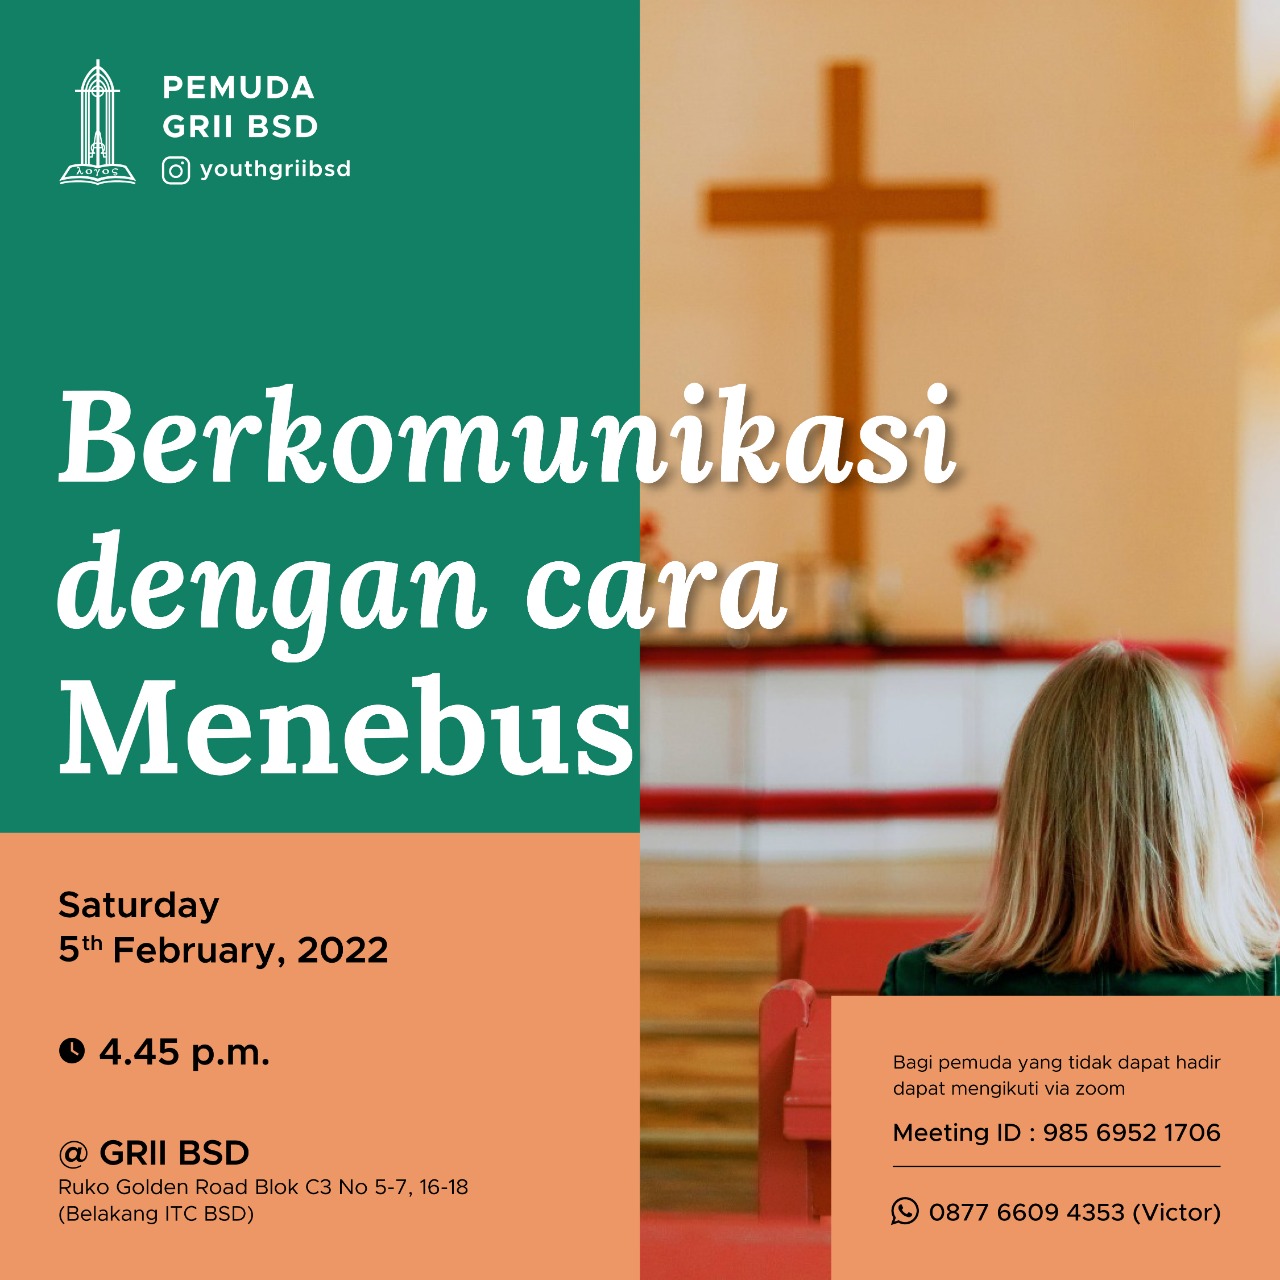 PEMUDA
GRII BSD
youthgriibsd
λογος
Berkomunikasi
dengan cara
Menebus
Saturday
5th February, 2022
4.45 p.m.
@ GRII BSD
Ruko Golden Road Blok C3 No 5-7, 16-18
(Belakang ITC BSD)
Bagi pemuda yang tidak dapat hadir
dapat mengikuti via zoom
Meeting ID : 985 6952 1706
0877 6609 4353 (Victor)